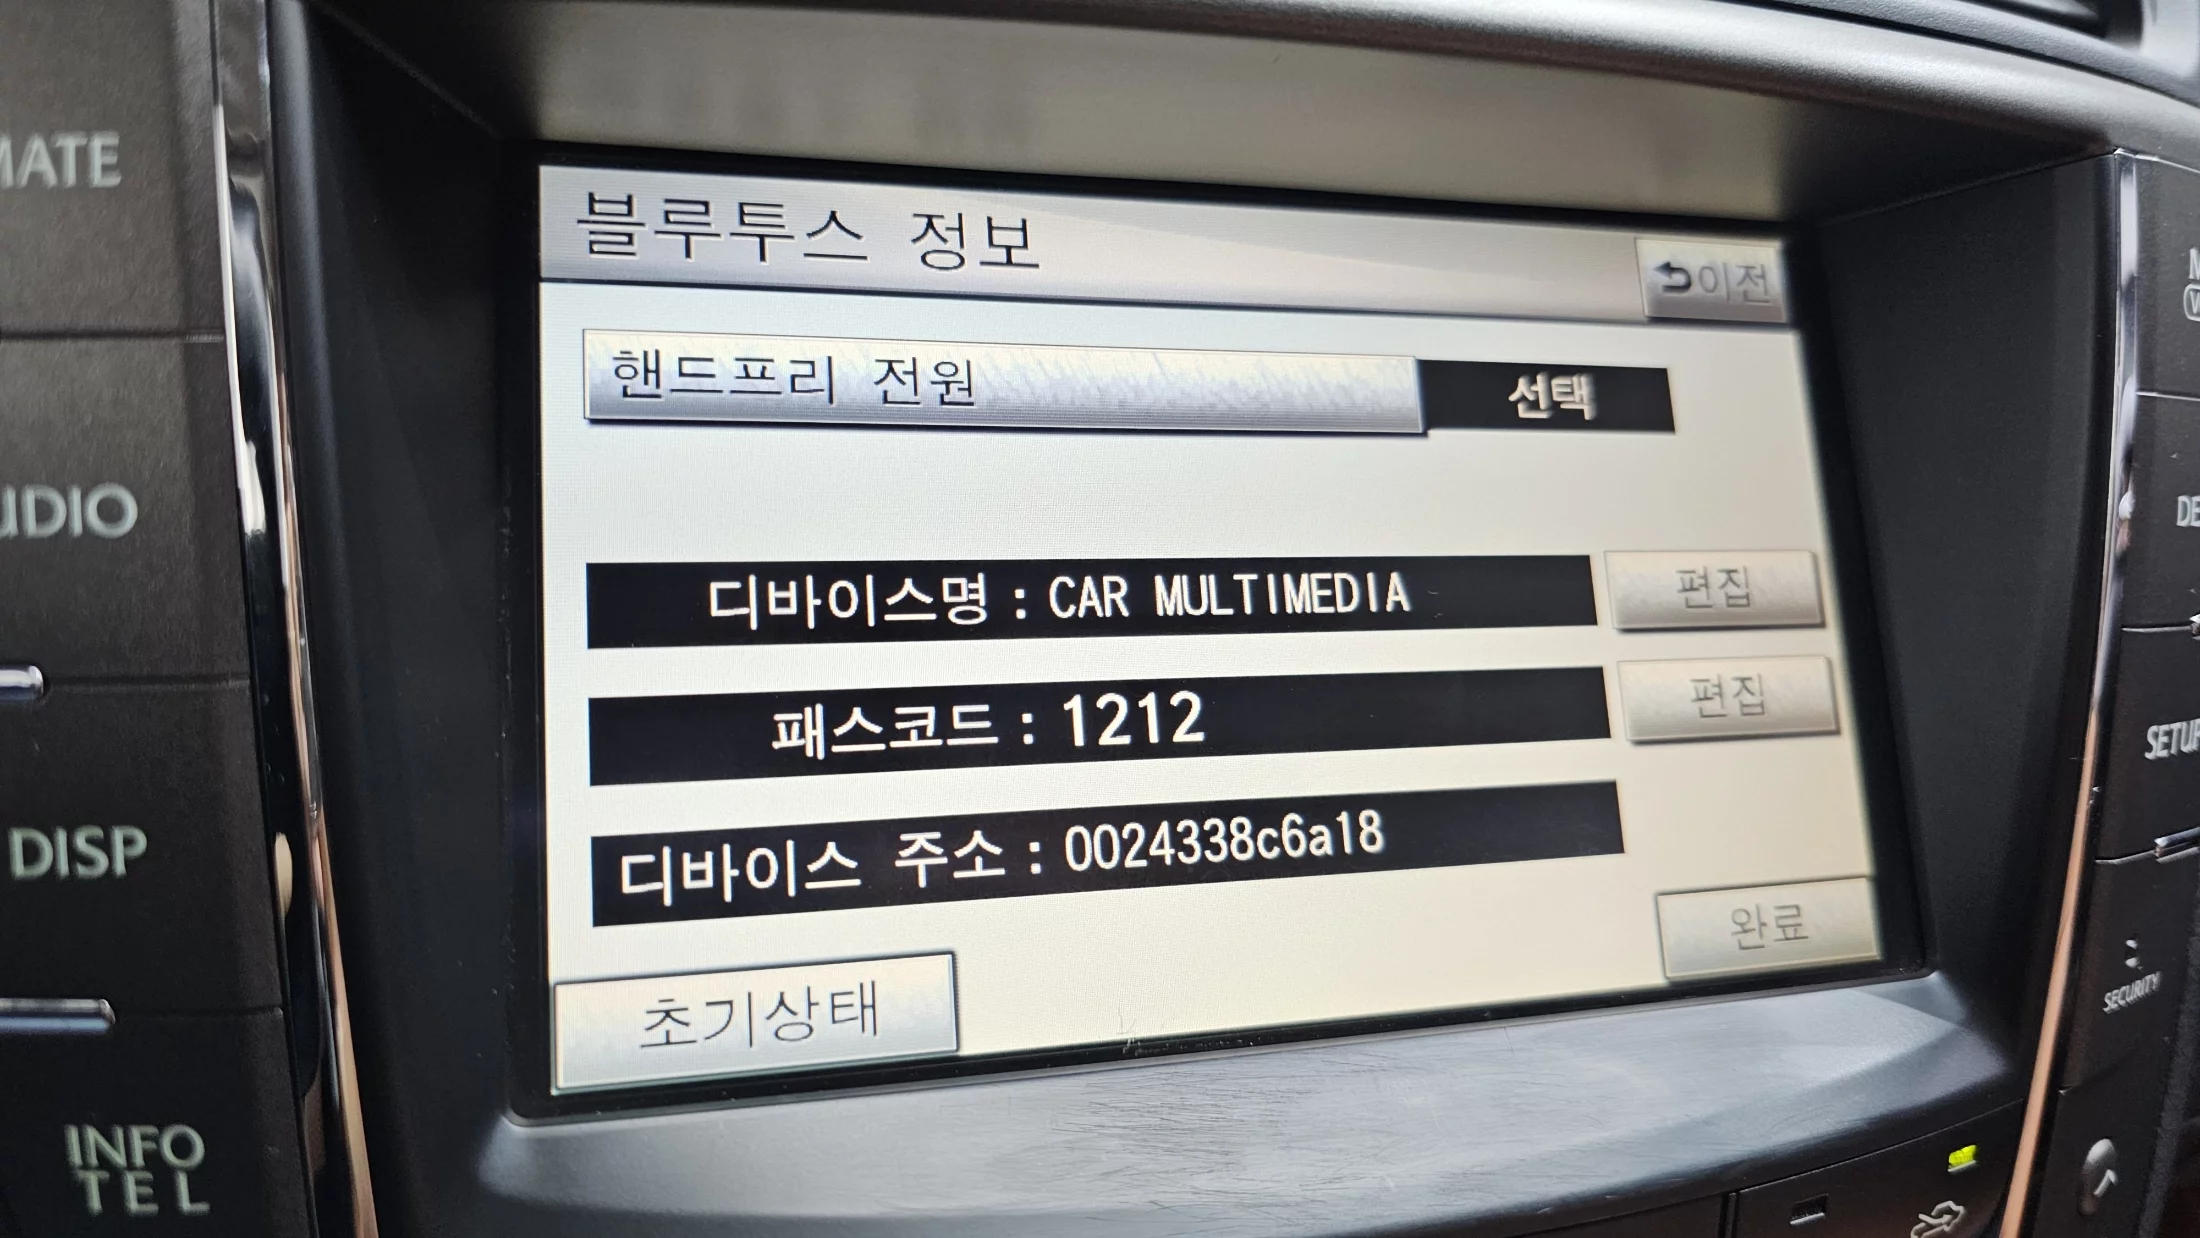 블루투스 정보
이전
핸드프리 전원
선택
디바이스명 : CAR MULTIMEDIA
편집
패스코드 : 1212
편집
디바이스 주소 : 0024338c6a18
완료
초기상태
MATE
UDIO
DISP
INFO
TEL
DE
SETUP
SECURITY